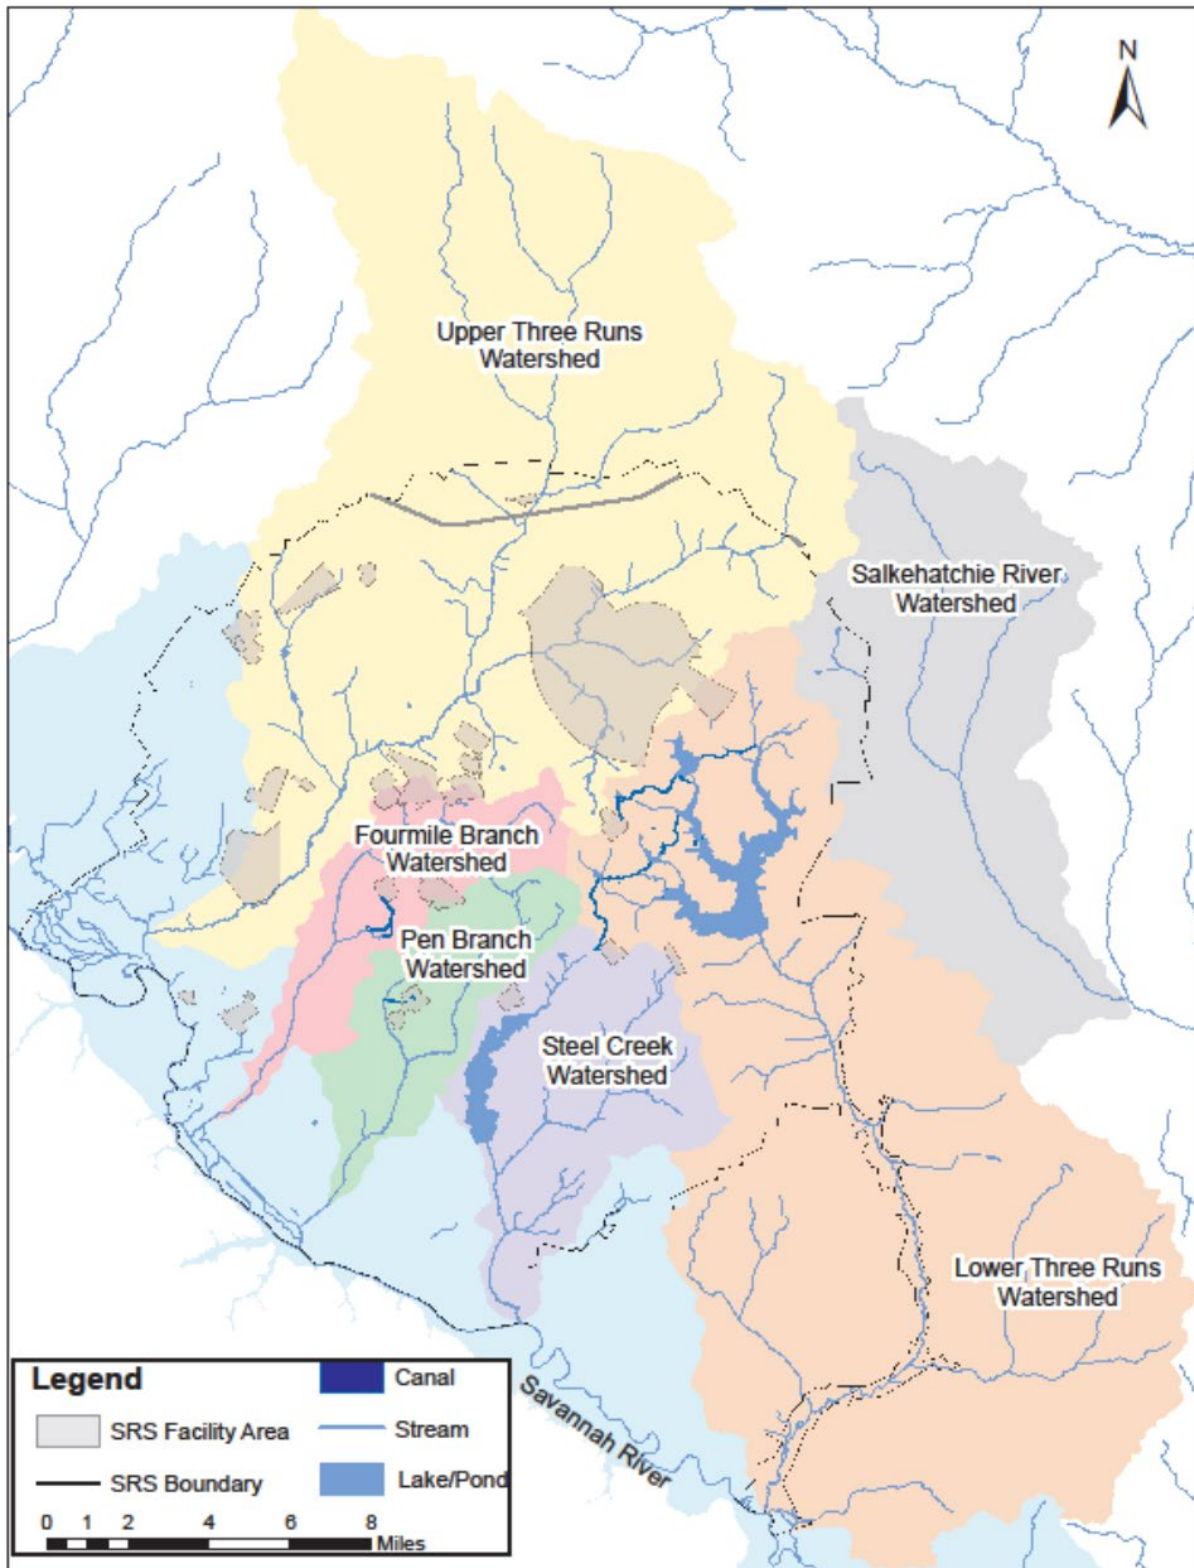 N
Upper Three Runs
Watershed
Salkehatchie River
Watershed
Fourmile Branch
Watershed
Pen Branch
Watershed
Steel Creek
Watershed
Lower Three Runs
Watershed
Savannah River
Legend
Canal
SRS Facility Area
Stream
SRS Boundary
Lake/Pond
0 1 2 4 6 8
Miles